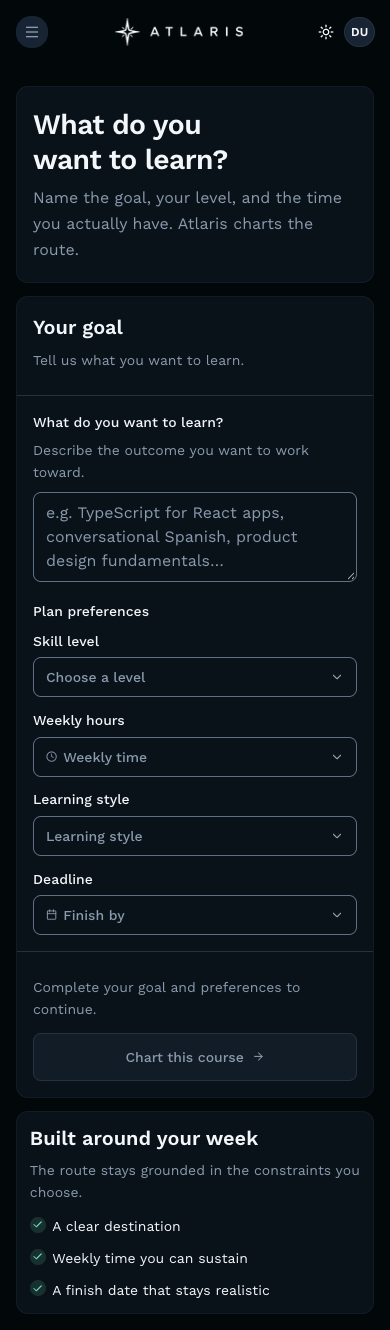 ATLARIS
DU
What do you
want to learn?
Name the goal, your level, and the time
you actually have. Atlaris charts the
route.
Your goal
Tell us what you want to learn.
What do you want to learn?
Describe the outcome you want to work
toward.
e.g. TypeScript for React apps,
conversational Spanish, product
design fundamentals...
Plan preferences
Skill level
Choose a level
Weekly hours
Weekly time
Learning style
Learning style
Deadline
Finish by
Complete your goal and preferences to
continue.
Chart this course →
Built around your week
The route stays grounded in the constraints you
choose.
A clear destination
Weekly time you can sustain
A finish date that stays realistic